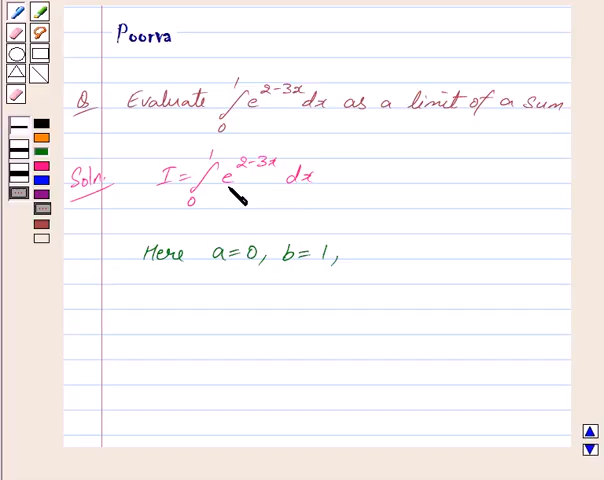 Poorva
Q Evaluate ∫₀¹ e^{2-3x} dx as a limit of a sum
Soln. I = ∫₀¹ e^{2-3x} dx
Here a=0, b=1,